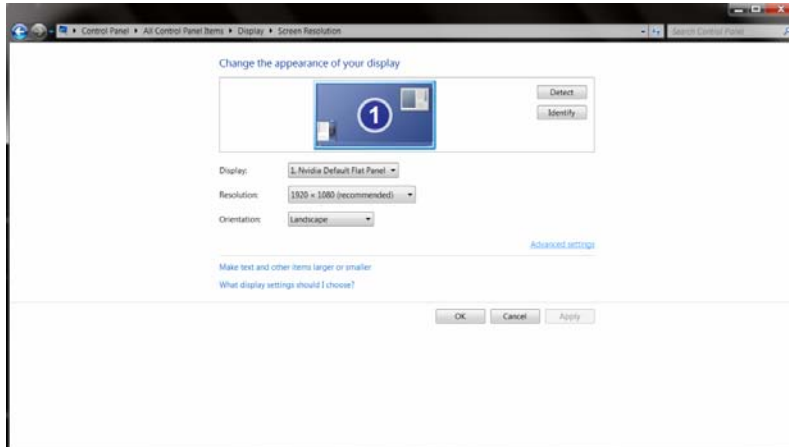 Control Panel ▸ All Control Panel Items ▸ Display ▸ Screen Resolution
Search Control Panel
Change the appearance of your display
1
Detect
Identify
Display: 1. Nvidia Default Flat Panel
Resolution: 1920 × 1080 (recommended)
Orientation: Landscape
Advanced settings
Make text and other items larger or smaller
What display settings should I choose?
OK Cancel Apply